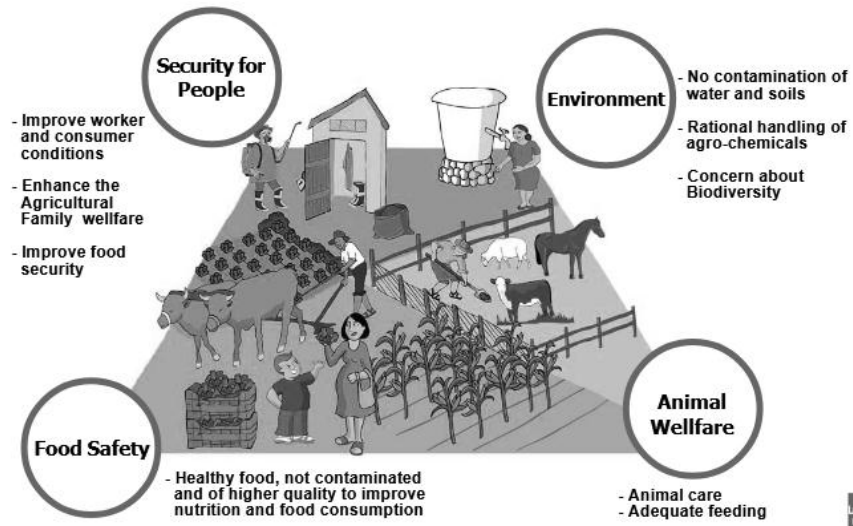 Security for
People
- Improve worker
and consumer
conditions
- Enhance the
Agricultural
Family wellfare
- Improve food
security
Environment
- No contamination of
water and soils
- Rational handling of
agro-chemicals
- Concern about
Biodiversity
Food Safety
- Healthy food, not contaminated
and of higher quality to improve
nutrition and food consumption
Animal
Wellfare
- Animal care
- Adequate feeding